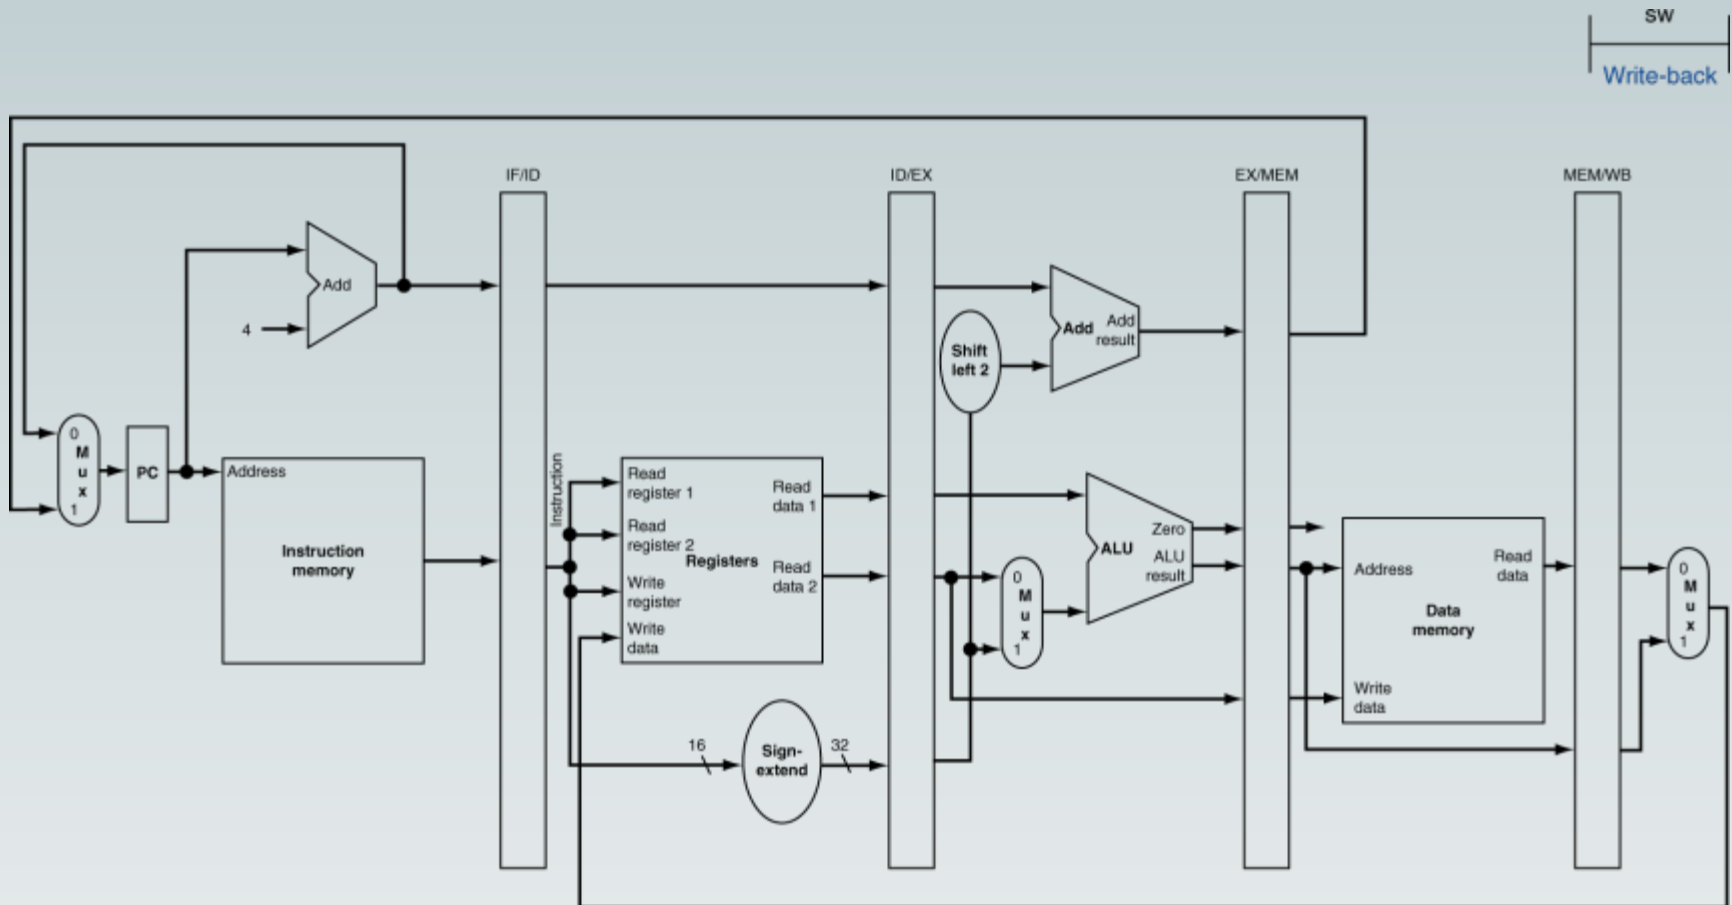 SW
Write-back
IF/ID
ID/EX
EX/MEM
MEM/WB
Add
4
Add
Add
result
Shift
left 2
0
M
u
x
1
PC
Address
Instruction
memory
Instruction
Read
register 1
Read
register 2
Write
register
Write
data
Registers
Read
data 1
Read
data 2
16
Sign-
extend
32
0
M
u
x
1
Zero
ALU
ALU
result
Address
Read
data
Data
memory
Write
data
0
M
u
x
1